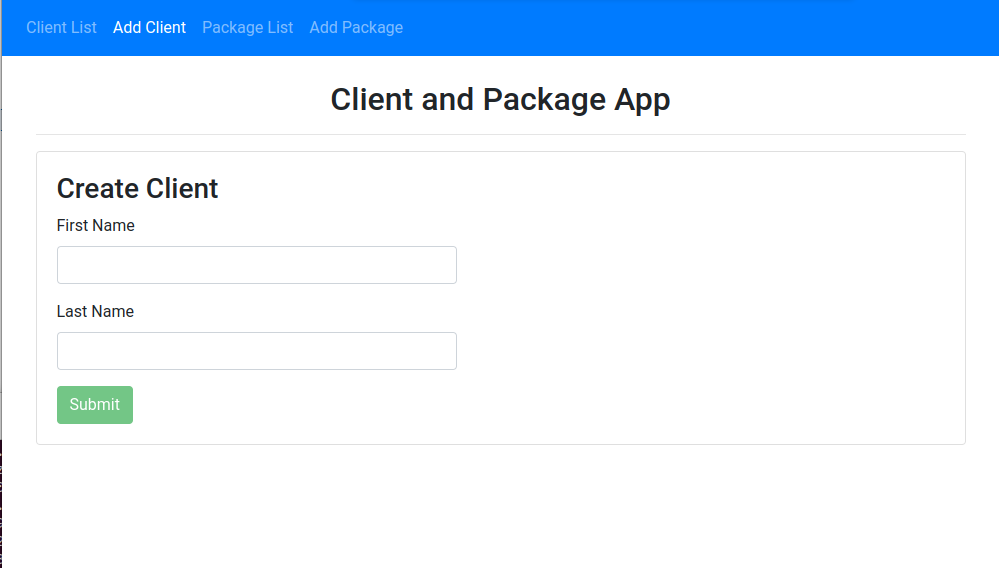 Client List Add Client Package List Add Package
Client and Package App
Create Client
First Name
Last Name
Submit